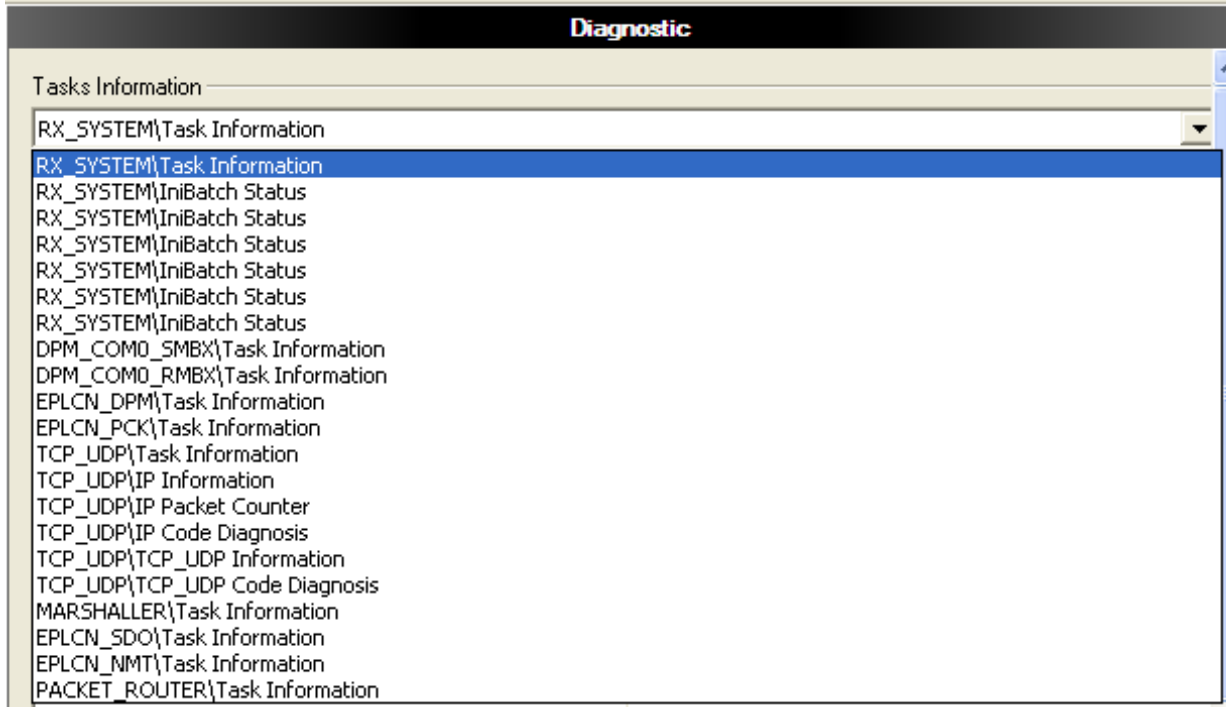 Diagnostic
Tasks Information
RX_SYSTEM\Task Information
RX_SYSTEM\Task Information
RX_SYSTEM\IniBatch Status
RX_SYSTEM\IniBatch Status
RX_SYSTEM\IniBatch Status
RX_SYSTEM\IniBatch Status
RX_SYSTEM\IniBatch Status
RX_SYSTEM\IniBatch Status
DPM_COM0_SMBX\Task Information
DPM_COM0_RMBX\Task Information
EPLCN_DPM\Task Information
EPLCN_PCK\Task Information
TCP_UDP\Task Information
TCP_UDP\IP Information
TCP_UDP\IP Packet Counter
TCP_UDP\IP Code Diagnosis
TCP_UDP\TCP_UDP Information
TCP_UDP\TCP_UDP Code Diagnosis
MARSHALLER\Task Information
EPLCN_SDO\Task Information
EPLCN_NMT\Task Information
PACKET_ROUTER\Task Information